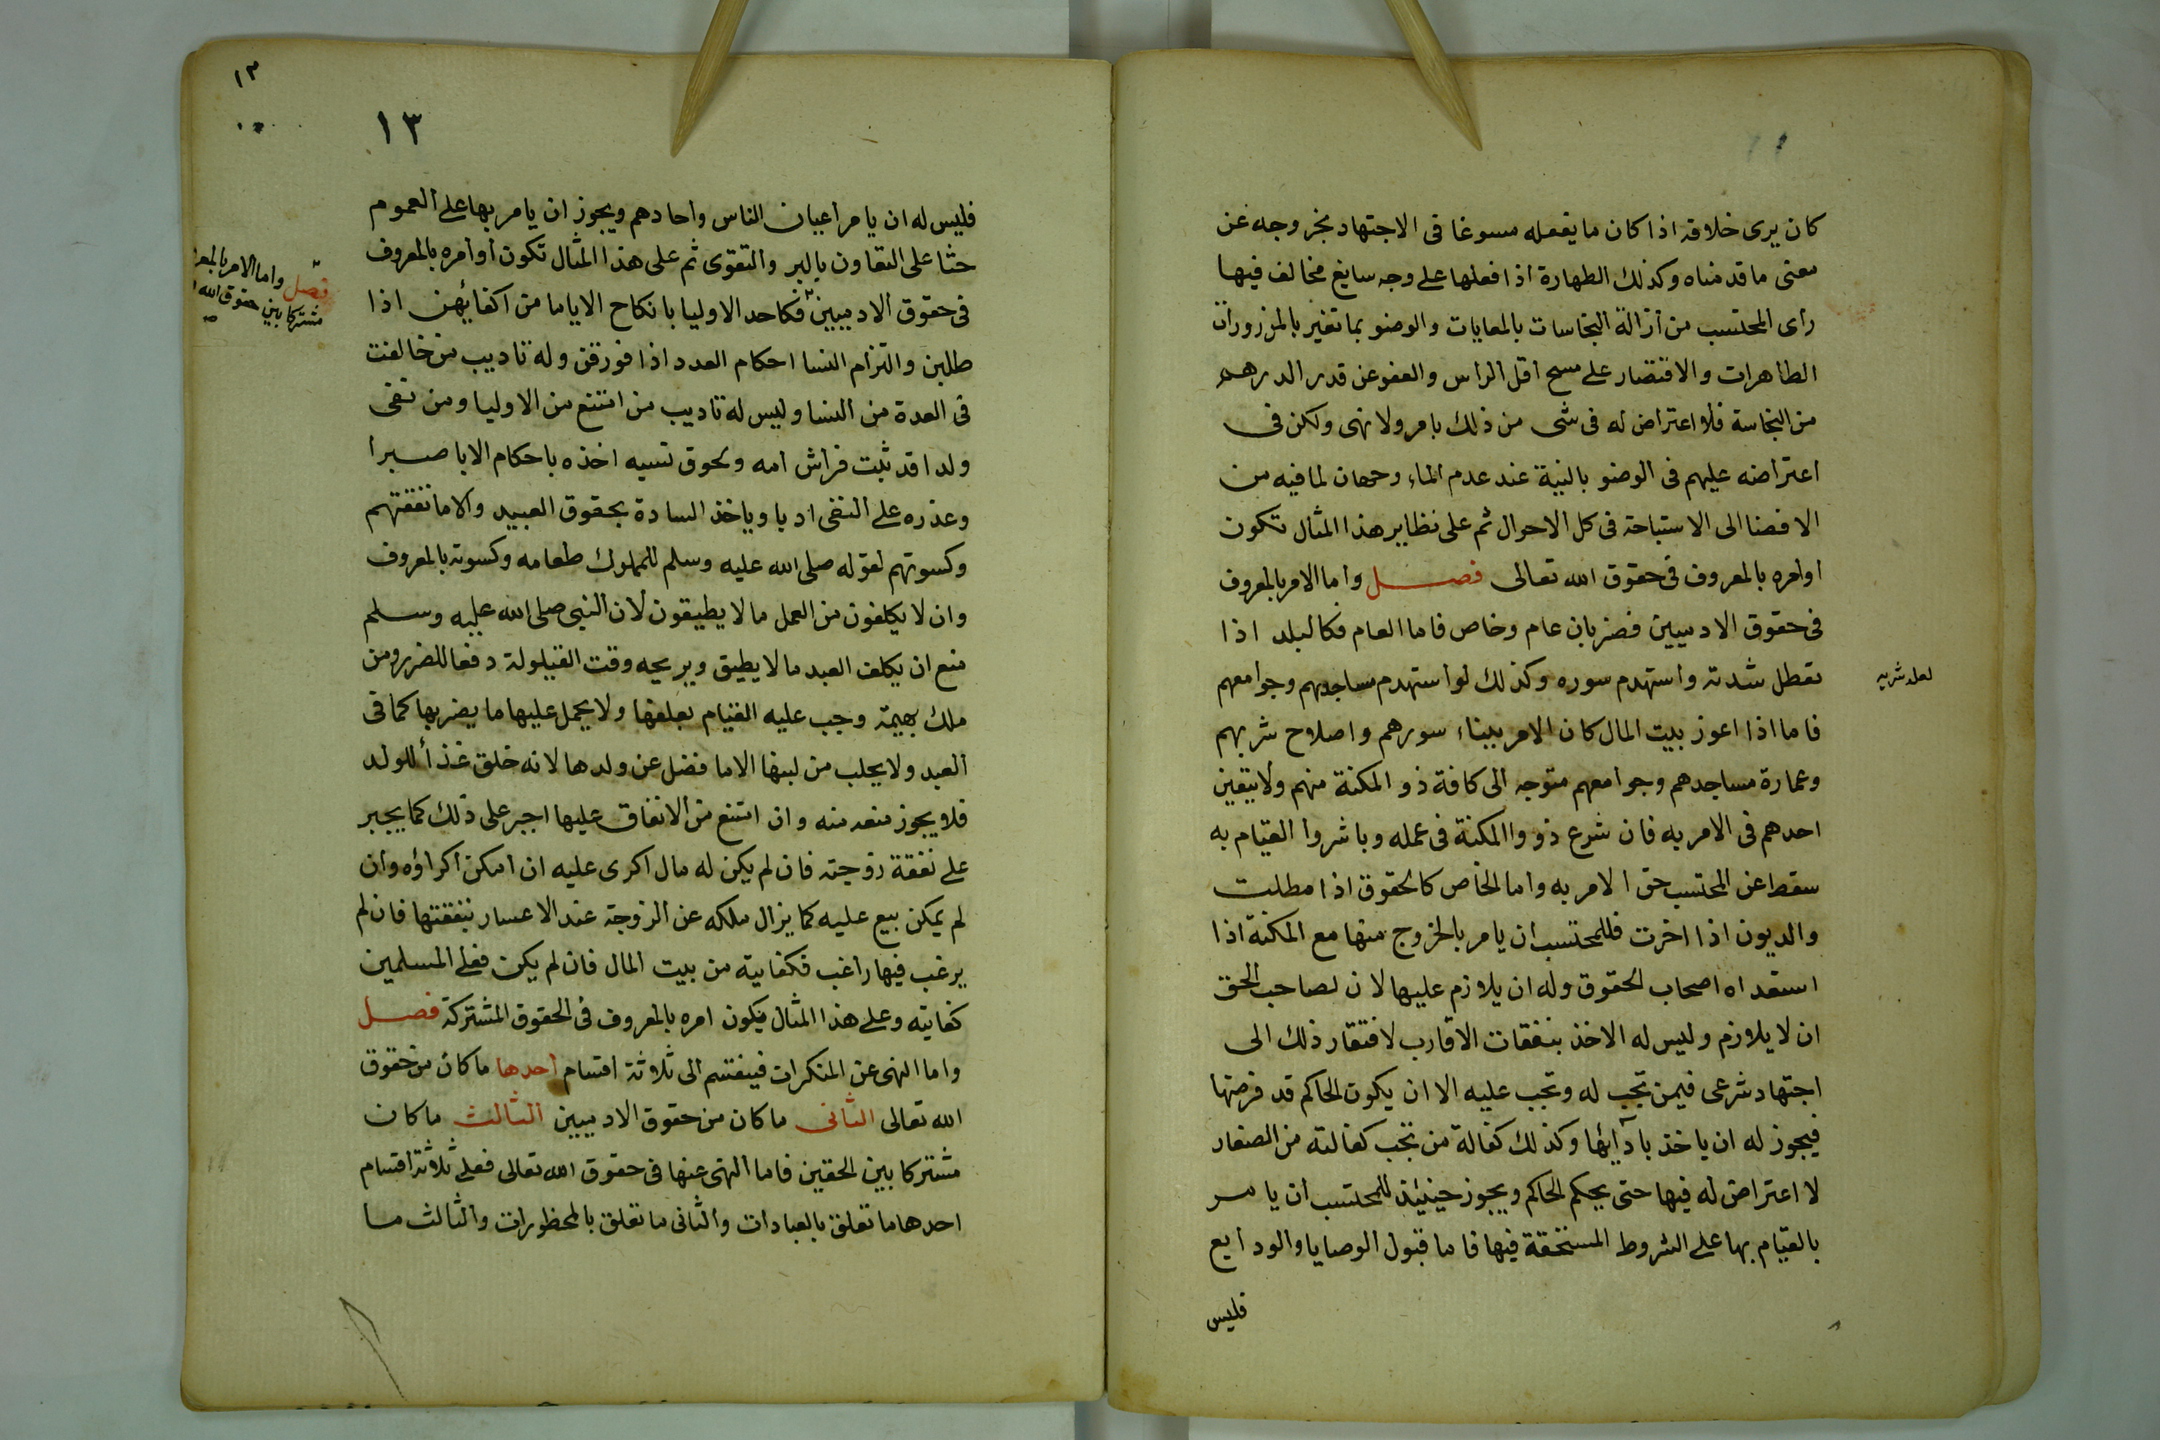 كان يرى خلافه اذا كان ما يفعله مسوغا فى الاجتهاد بخروجه عن
معنى ما قدمناه وكذلك الطهارة اذا فعلها على وجه سايغ مخالف فيها
راى المحتسب من ازالة النجاسات بالمعايات والوضو بما تغير بالمزرورات
الطاهرات والاقتصار على مسح اقل الراس والعفو عن قدر الدرهم
من النجاسة فلا اعتراض له فى شى من ذلك بامر ولا نهى ولكن فى
اعتراضه عليهم فى الوضو بالنية عند عدم الماء وجهان لما فيه من
الافضا الى الاستباحة فى كل الاحوال ثم على نظاير هذا المثال تكون
اوامره بالمعروف فى حقوق الله تعالى فصل واما الامر بالمعروف
فى حقوق الادميين فضربان عام وخاص فاما العام فكالبلد اذا
تعطل شدته واستهدم سوره وكذلك لو استهدم مساجدهم وجوامعهم
لعله شربه
فاما اذا اعوز بيت المال كان الامر ببناء سورهم واصلاح شربهم
وعمارة مساجدهم وجوامعهم متوجه الى كافة ذو المكنة منهم ولا يتعين
احدهم فى الامر به فان شرع ذووا المكنة فى عمله وباشروا القيام به
سقط عن المحتسب حق الامر به واما الخاص كالحقوق اذا مطلت
والديون اذا اخرت فللمحتسب ان يامر بالخروج منها مع المكنة اذا
استعداه اصحاب الحقوق وله ان يلازم عليها لان لصاحب الحق
ان لا يلازم وليس له الاخذ بنفقات الاقارب لافتقار ذلك الى
اجتهاد شرعى فيمن تجب له وتجب عليه الا ان يكون الحاكم قد فرضها
فيجوز له ان ياخذ بادآيها وكذلك كفالة من تجب كفالته من الصغار
لا اعتراض له فيها حتى يحكم الحاكم ويجوز حينئذ للمحتسب ان يامر
بالقيام بها على الشروط المستحقة فيها فاما قبول الوصايا والودايع
فليس
١٣
١٣
فليس له ان يامر اعيان الناس واحادهم ويجوز ان يامر بها على العموم
حثا على التعاون بالبر والتقوى ثم على هذا المثال تكون اوامره بالمعروف
فى حقوق الادميين فكاحد الاوليا بانكاح الاياما من اكفائهن اذا
فصل واما الامر بالمعر
مشتركا بين حقوق الله
طلبن والتزام النسا احكام العدد اذا فورقن وله تاديب من خالفت
فى العدة من النسا وليس له تاديب من امتنع من الاوليا ومن نفى
ولدا قد ثبت فراش امه ولحوق نسبه اخذه باحكام الابا صبرا
وعذره على النفى ادبا وياخذ السادة بحقوق العبيد والاما نفقتهم
وكسوتهم لقوله صلى الله عليه وسلم للمملوك طعامه وكسوته بالمعروف
وان لا يكلفون من العمل ما لا يطيقون لان النبى صلى الله عليه وسلم
منع ان يكلف العبد ما لا يطيق ويريحه وقت القيلولة دفعا للضرر ومن
ملك بهيمة وجب عليه القيام بعلفها ولا يحمل عليها ما يضربها كما فى
العبد ولا يحلب من لبنها الا ما فضل عن ولدها لانه خلق غذأ للولد
فلا يجوز منعه منه وان امتنع من الانفاق عليها اجبر على ذلك كما يجبر
على نفقة زوجته فان لم يكن له مال اكرى عليه ان امكن اكراؤه وان
لم يمكن بيع عليه كما يزال ملكه عن الزوجة عند الاعسار بنفقتها فان لم
يرغب فيها راغب فكفايته من بيت المال فان لم يكن فعلى المسلمين
كفايته وعلى هذا المثال يكون امره بالمعروف فى الحقوق المشتركة فصل
واما النهى عن المنكرات فينقسم الى ثلاثة اقسام احدها ما كان من حقوق
الله تعالى الثانى ما كان من حقوق الادميين الثالث ما كان
مشتركا بين الحقين فاما النهى عنها فى حقوق الله تعالى فعلى ثلاثة اقسام
احدها ما تعلق بالعبادات والثانى ما تعلق بالمحظورات والثالث ما